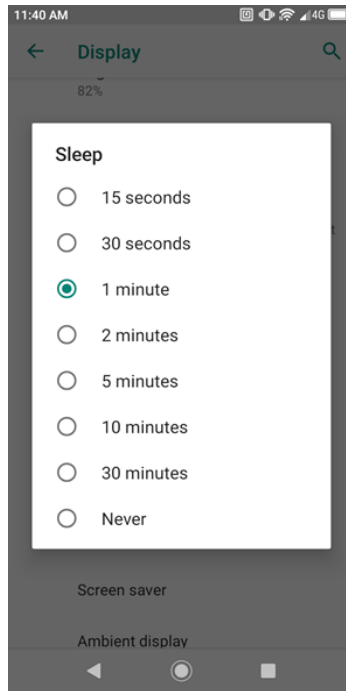 11:40 AM 4G
Display
82%
Sleep
15 seconds
30 seconds
1 minute
2 minutes
5 minutes
10 minutes
30 minutes
Never
Screen saver
Ambient display